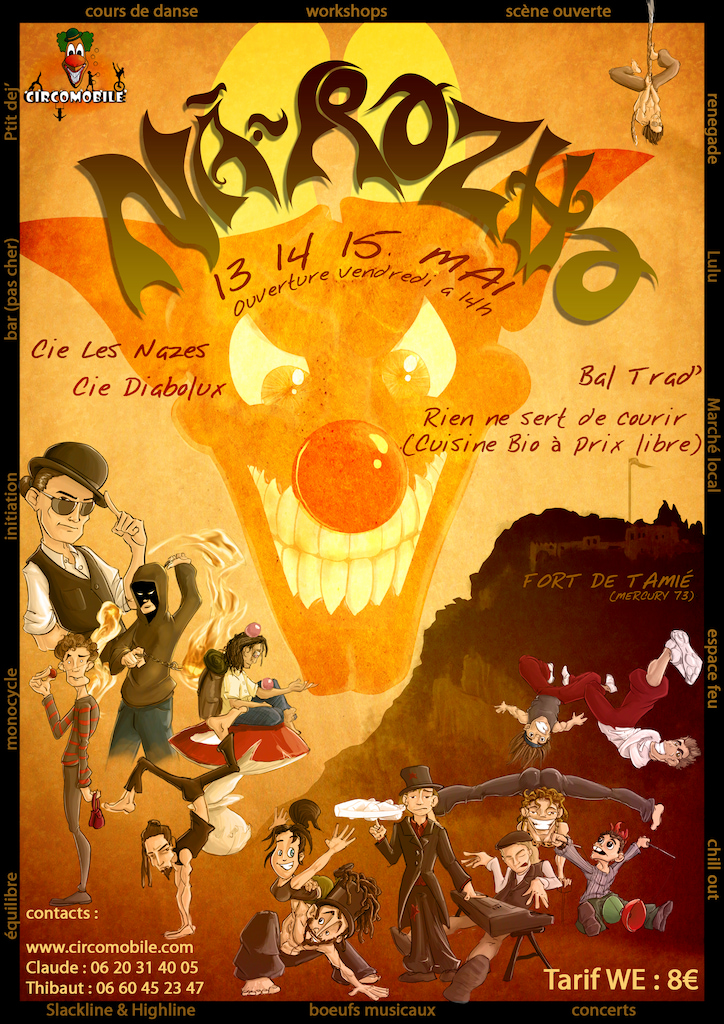 cours de danse
workshops
scène ouverte
CIRCOMOBILE
Nâ~Rozya
13 14 15. MAI
Ouverture vendredi a 14h
Cie Les Nazes
Cie Diabolux
Bal Trad'
Rien ne sert de courir
(Cuisine Bio à Prix libre)
FORT DE TAMIÉ
(MERCURY 73)
Ptit dej'
bar (pas cher)
initiation
monocycle
équilibre
renegade
Lulu
Marché local
espace feu
chill out
contacts :
www.circomobile.com
Claude : 06 20 31 40 05
Thibaut : 06 60 45 23 47
Tarif WE : 8€
Slackline & Highline
boeufs musicaux
concerts